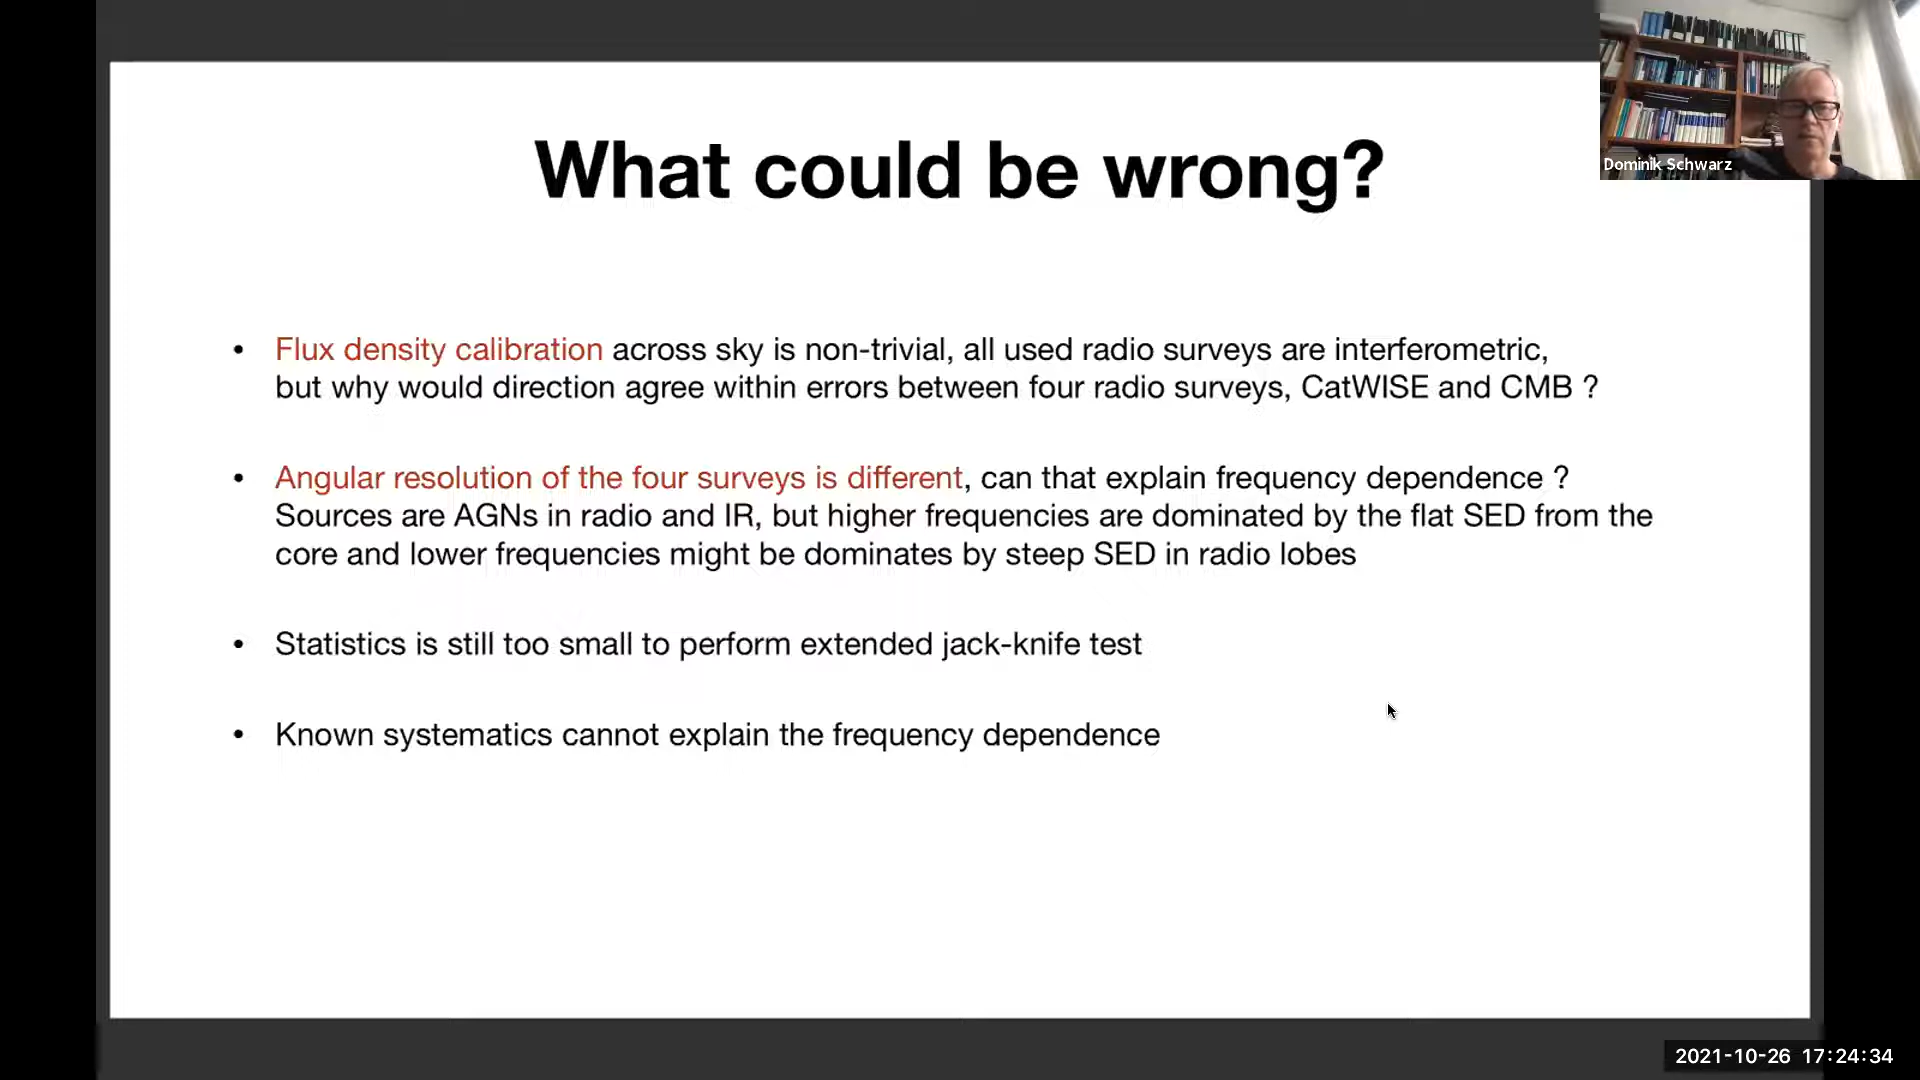 What could be wrong?
Dominik Schwarz
• Flux density calibration across sky is non-trivial, all used radio surveys are interferometric,
but why would direction agree within errors between four radio surveys, CatWISE and CMB ?
• Angular resolution of the four surveys is different, can that explain frequency dependence ?
Sources are AGNs in radio and IR, but higher frequencies are dominated by the flat SED from the
core and lower frequencies might be dominates by steep SED in radio lobes
• Statistics is still too small to perform extended jack-knife test
• Known systematics cannot explain the frequency dependence
2021-10-26 17:24:34